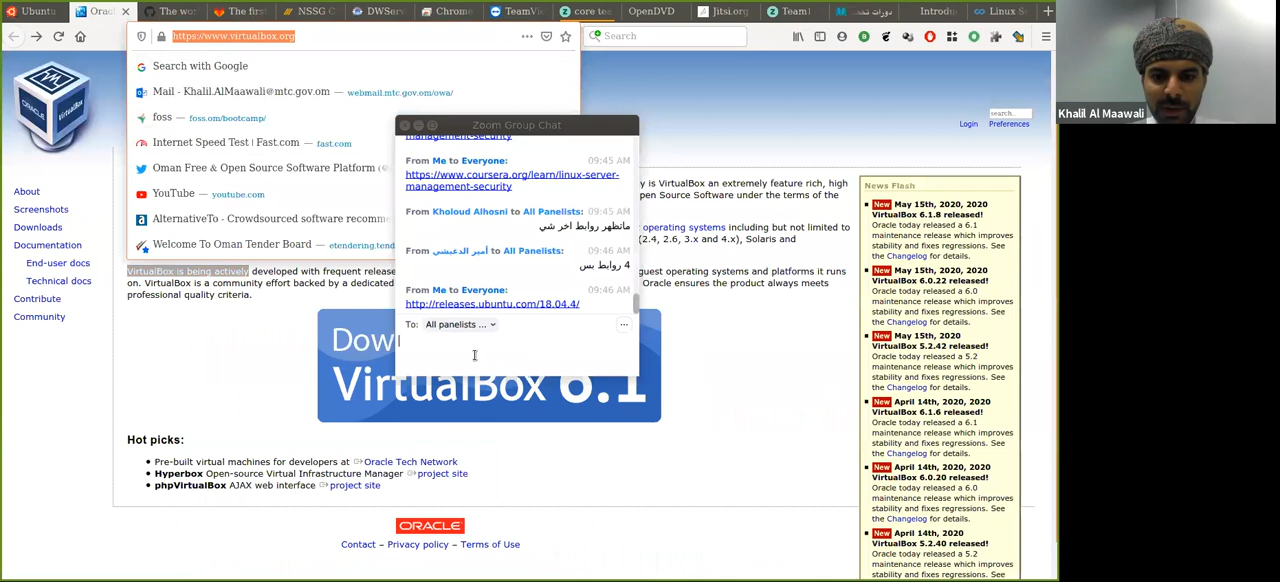 Ubuntu
Oracl
The wo
The first
NSSG C
DWServ
Chrome
TeamVi
core tea
OpenDVD
Jitsi.org
Team
دورات تخصـ
Introdu
Linux S
https://www.virtualbox.org
Search
Search with Google
Mail - Khalil.AlMaawali@mtc.gov.om — webmail.mtc.gov.om/owa/
foss — foss.om/bootcamp/
Internet Speed Test | Fast.com — fast.com
Oman Free & Open Source Software Platform (
YouTube — youtube.com
AlternativeTo - Crowdsourced software recomme
Welcome To Oman Tender Board — etendering.ten
ORACLE
VirtualBox
search...
Login Preferences
About
Screenshots
Downloads
Documentation
End-user docs
Technical docs
Contribute
Community
y is VirtualBox an extremely feature rich, high
pen Source Software under the terms of the
operating systems including but not limited to
(2.4, 2.6, 3.x and 4.x), Solaris and
VirtualBox is being actively developed with frequent release
uest operating systems and platforms it runs
on. VirtualBox is a community effort backed by a dedicated
Oracle ensures the product always meets
professional quality criteria.
Zoom Group Chat
management-security
From Me to Everyone: 09:45 AM
https://www.coursera.org/learn/linux-server-
management-security
From Kholoud Alhosni to All Panelists: 09:45 AM
ماتظهر روابط اخر شي
From أمير الدغيشي to All Panelists: 09:46 AM
4 روابط بس
From Me to Everyone: 09:46 AM
http://releases.ubuntu.com/18.04.4/
To: All panelists ...
Dow
VirtualBox 6.1
Hot picks:
Pre-built virtual machines for developers at Oracle Tech Network
Hyperbox Open-source Virtual Infrastructure Manager project site
phpVirtualBox AJAX web interface project site
ORACLE
Contact – Privacy policy – Terms of Use
News Flash
New May 15th, 2020, 2020
VirtualBox 6.1.8 released!
Oracle today released a 6.1
maintenance release which improves
stability and fixes regressions. See
the Changelog for details.
New May 15th, 2020, 2020
VirtualBox 6.0.22 released!
Oracle today released a 6.0
maintenance release which improves
stability and fixes regressions. See
the Changelog for details.
New May 15th, 2020, 2020
VirtualBox 5.2.42 released!
Oracle today released a 5.2
maintenance release which improves
stability and fixes regressions. See
the Changelog for details.
New April 14th, 2020, 2020
VirtualBox 6.1.6 released!
Oracle today released a 6.1
maintenance release which improves
stability and fixes regressions. See
the Changelog for details.
New April 14th, 2020, 2020
VirtualBox 6.0.20 released!
Oracle today released a 6.0
maintenance release which improves
stability and fixes regressions. See
the Changelog for details.
New April 14th, 2020, 2020
VirtualBox 5.2.40 released!
Oracle today released a 5.2
maintenance release which improves
Khalil Al Maawali